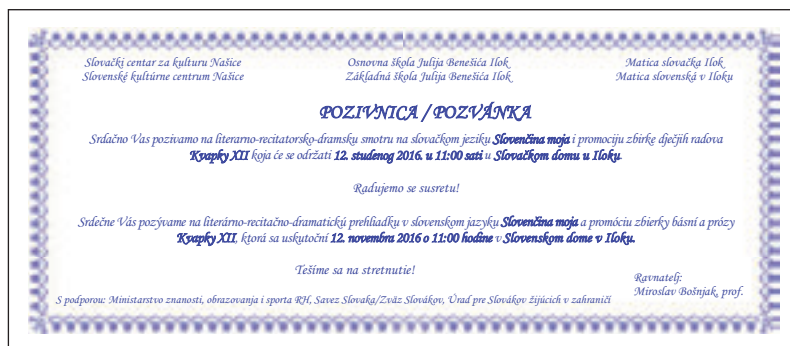 Slovački centar za kulturu Našice Osnovna škola Julija Benešića Ilok Matica slovačka Ilok
Slovenské kultúrne centrum Našice Základná škola Julija Benešića Ilok Matica slovenská v Iloku
POZIVNICA / POZVÁNKA
Srdačno Vas pozivamo na literarno-recitatorsko-dramsku smotru na slovačkom jeziku Slovenčina moja i promociju zbirke dječjih radova
Kvapky XII koja će se održati 12. studenog 2016. u 11:00 sati u Slovačkom domu u Iloku.
Radujemo se susretu!
Srdečne Vás pozývame na literárno-recitačno-dramatickú prehliadku v slovenskom jazyku Slovenčina moja a promóciu zbierky básní a prózy
Kvapky XII, ktorá sa uskutoční 12. novembra 2016 o 11:00 hodine v Slovenskom dome v Iloku.
Tešíme sa na stretnutie!
Ravnatelj:
Miroslav Bošnjak, prof.
S podporou: Ministarstvo znanosti, obrazovanja i sporta RH, Savez Slovaka/Zväz Slovákov, Úrad pre Slovákov žijúcich v zahraničí